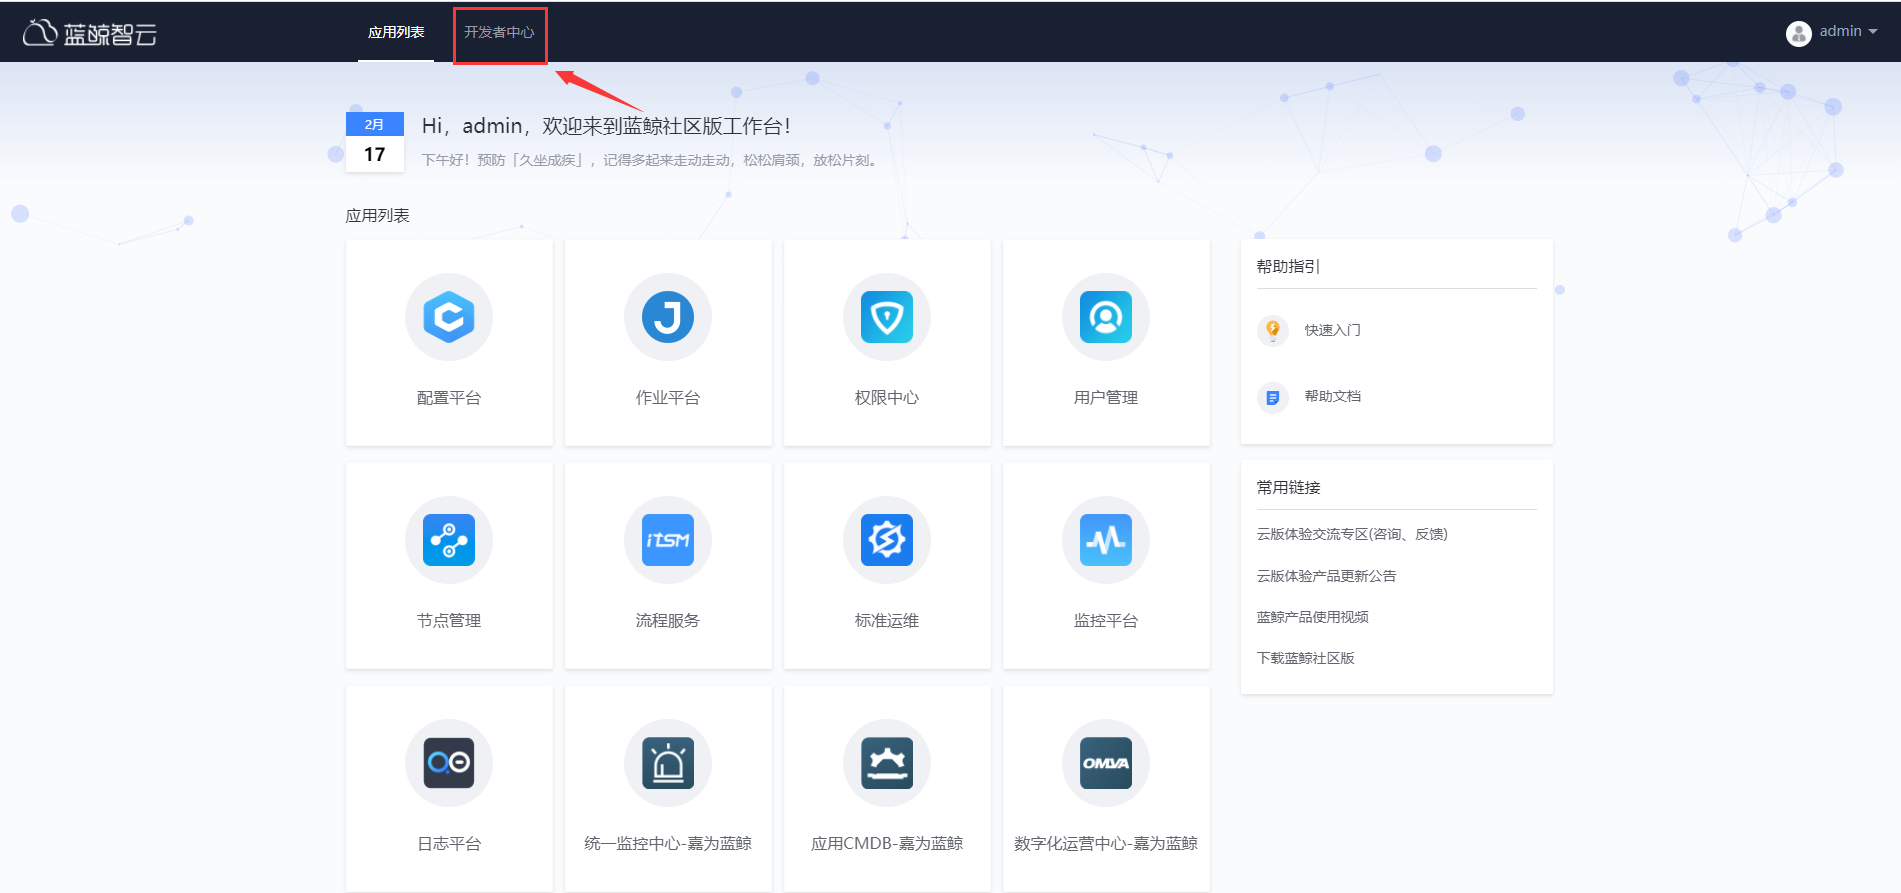 蓝鲸智云
应用列表
开发者中心
admin
2月
17
Hi，admin，欢迎来到蓝鲸社区版工作台！
下午好！预防「久坐成疾」，记得多起来走动走动，松松肩颈，放松片刻。
应用列表
配置平台
作业平台
权限中心
用户管理
iTSM
节点管理
流程服务
标准运维
监控平台
OMVA
日志平台
统一监控中心-嘉为蓝鲸
应用CMDB-嘉为蓝鲸
数字化运营中心-嘉为蓝鲸
帮助指引
快速入门
帮助文档
常用链接
云版体验交流专区(咨询、反馈)
云版体验产品更新公告
蓝鲸产品使用视频
下载蓝鲸社区版